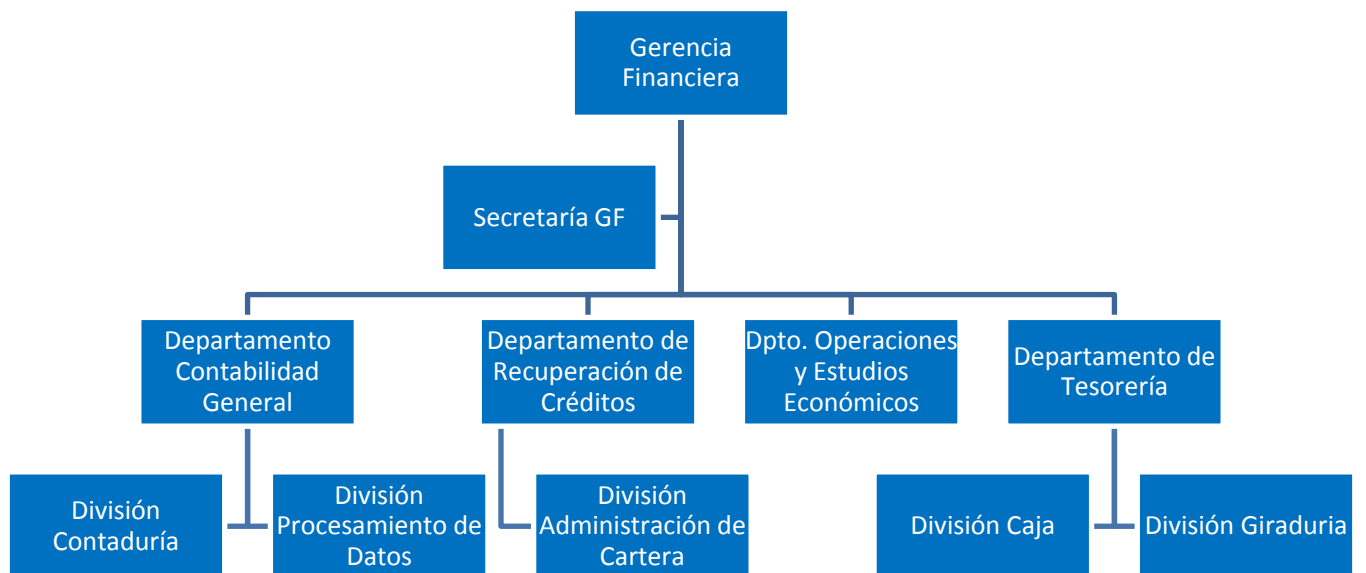 Gerencia
Financiera
Secretaría GF
Departamento
Contabilidad
General
Departamento de
Recuperación de
Créditos
Dpto. Operaciones
y Estudios
Económicos
Departamento de
Tesorería
División
Contaduría
División
Procesamiento de
Datos
División
Administración de
Cartera
División Caja
División Giraduria